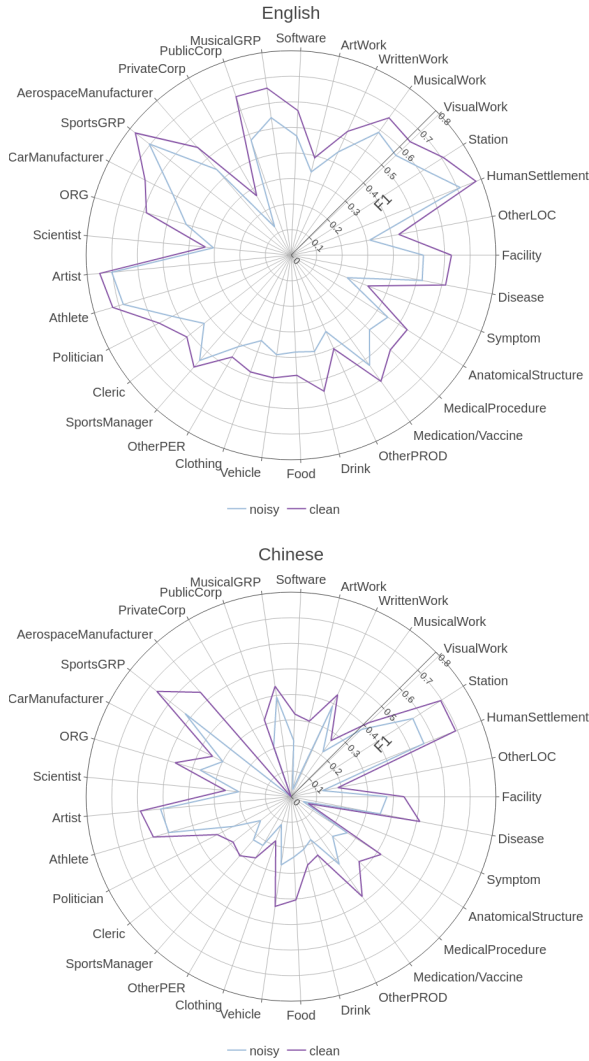 English
Software
MusicalGRP
ArtWork
PublicCorp
WrittenWork
PrivateCorp
MusicalWork
AerospaceManufacturer
VisualWork
SportsGRP
Station
CarManufacturer
HumanSettlement
ORG
OtherLOC
Scientist
Facility
Artist
Disease
Athlete
Symptom
Politician
AnatomicalStructure
Cleric
MedicalProcedure
SportsManager
Medication/Vaccine
OtherPER
OtherPROD
Clothing
Drink
Vehicle
Food
0
0.1
0.2
0.3
0.4
0.5
0.6
0.7
0.8
F1
noisy
clean
Chinese
Software
MusicalGRP
ArtWork
PublicCorp
WrittenWork
PrivateCorp
MusicalWork
AerospaceManufacturer
VisualWork
SportsGRP
Station
CarManufacturer
HumanSettlement
ORG
OtherLOC
Scientist
Facility
Artist
Disease
Athlete
Symptom
Politician
AnatomicalStructure
Cleric
MedicalProcedure
SportsManager
Medication/Vaccine
OtherPER
OtherPROD
Clothing
Drink
Vehicle
Food
0
0.1
0.2
0.3
0.4
0.5
0.6
0.7
0.8
F1
noisy
clean